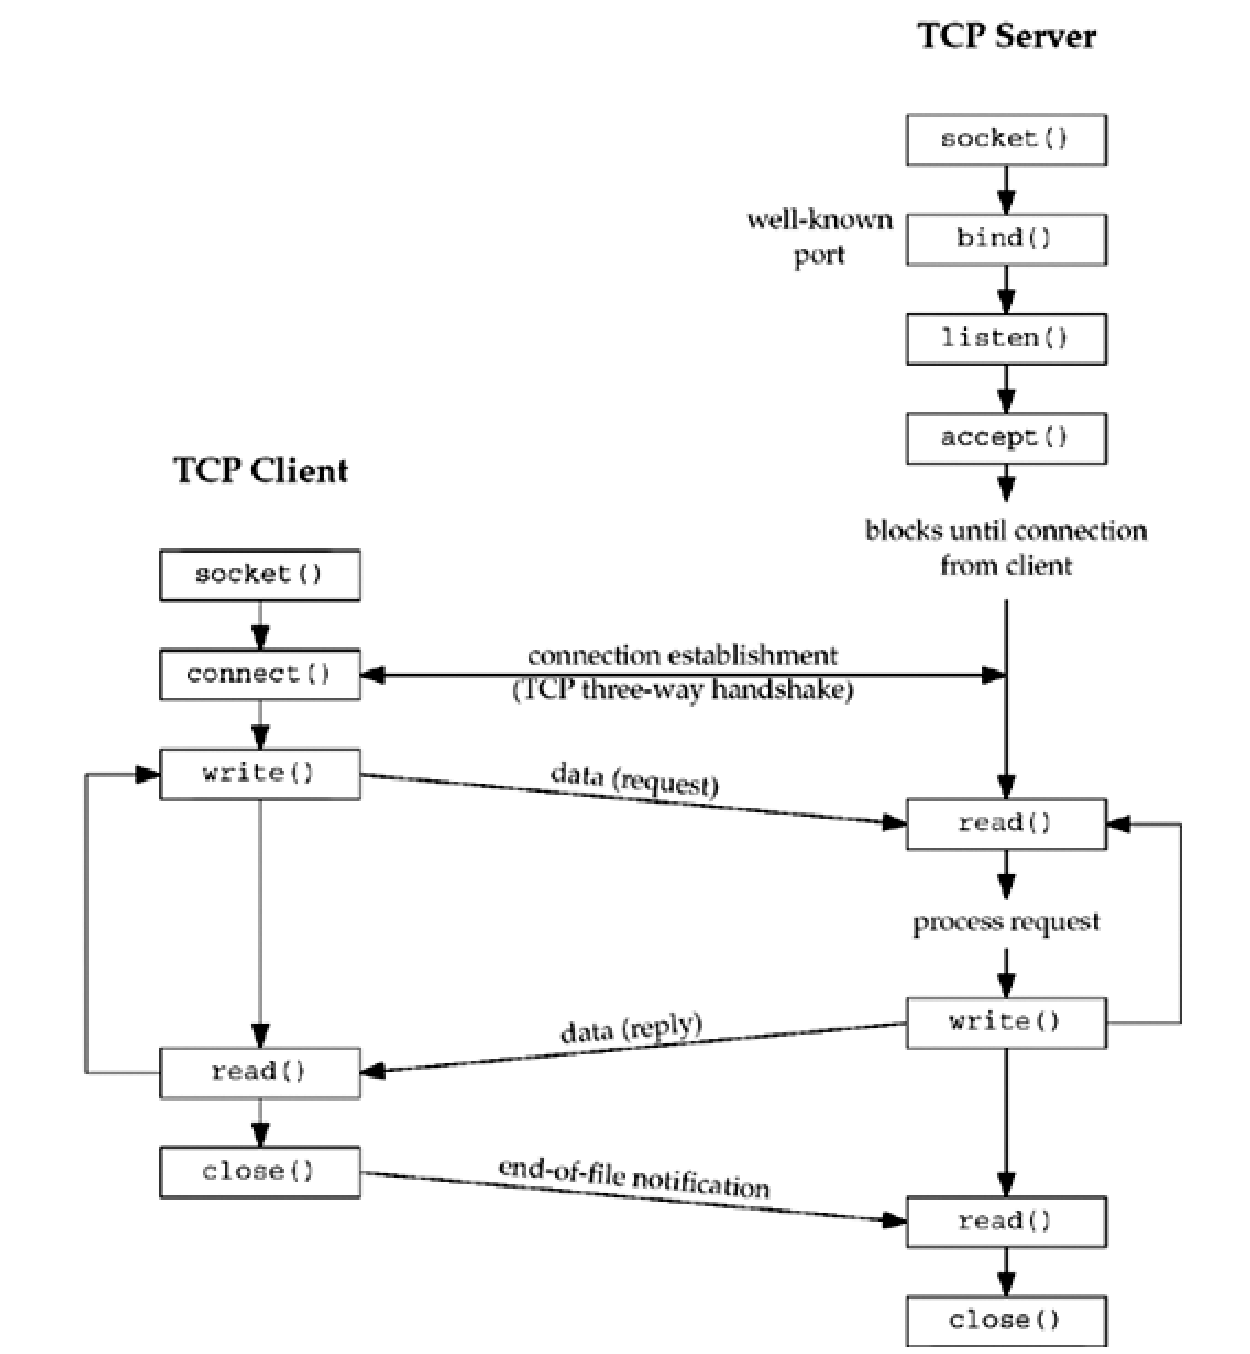 TCP Server
socket()
well-known
port
bind()
listen()
accept()
blocks until connection
from client
TCP Client
socket()
connect()
connection establishment
(TCP three-way handshake)
write()
data (request)
read()
process request
write()
data (reply)
read()
close()
end-of-file notification
read()
close()